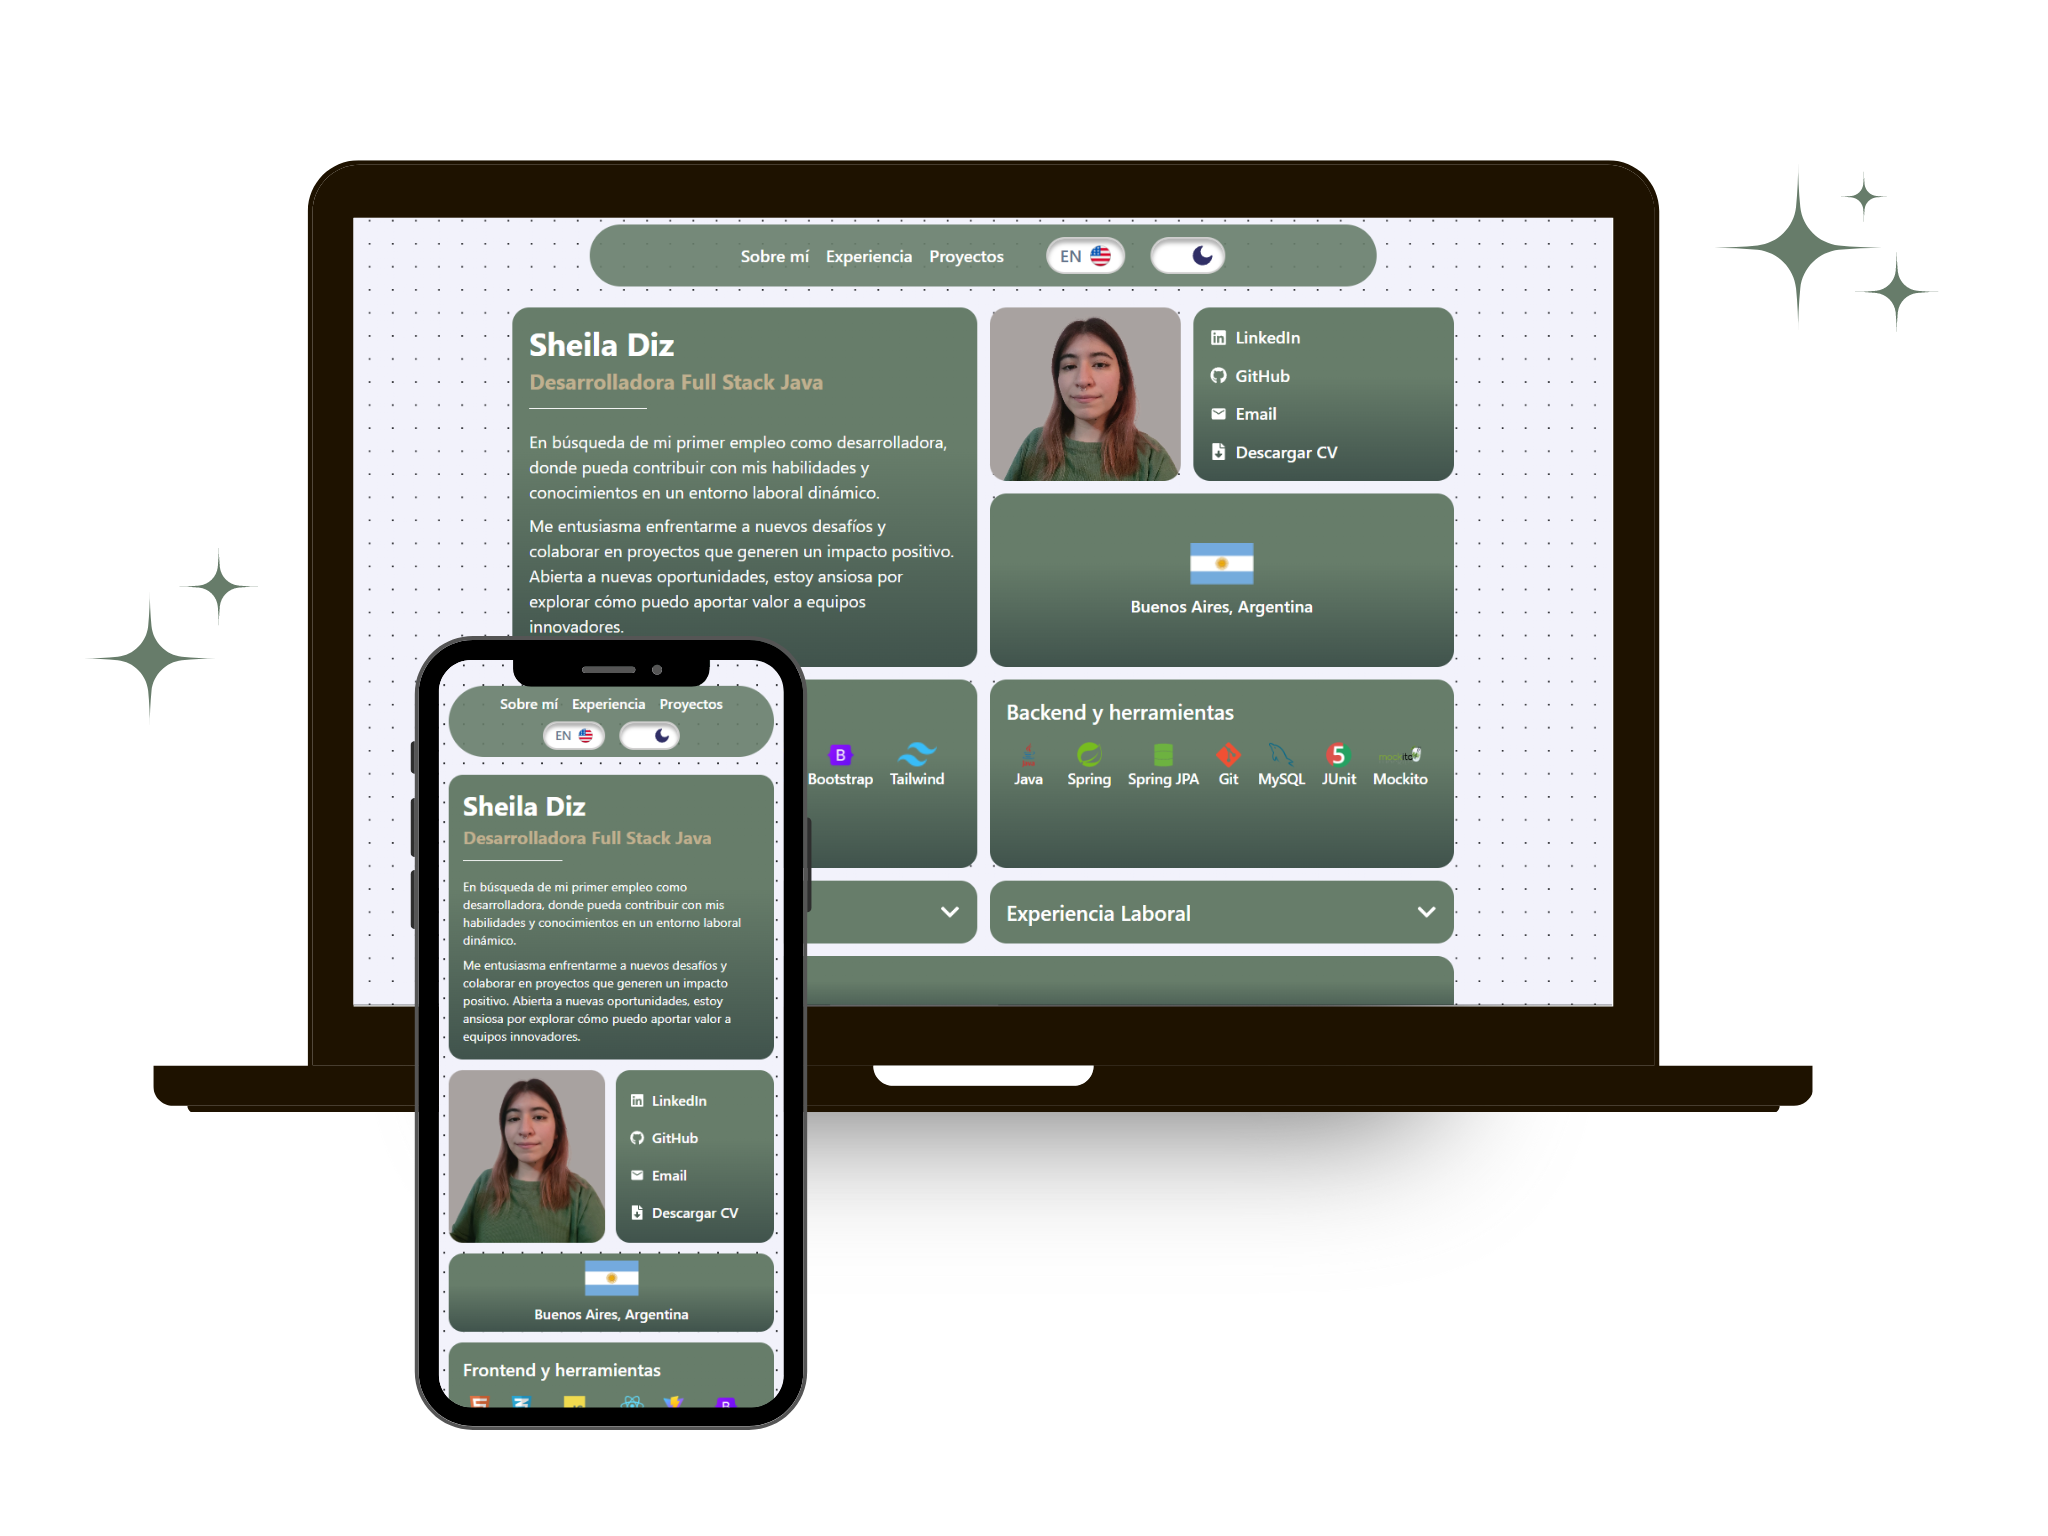 Sobre mí Experiencia Proyectos EN
Sheila Diz
Desarrolladora Full Stack Java
En búsqueda de mi primer empleo como desarrolladora,
donde pueda contribuir con mis habilidades y
conocimientos en un entorno laboral dinámico.
Me entusiasma enfrentarme a nuevos desafíos y
colaborar en proyectos que generen un impacto positivo.
Abierta a nuevas oportunidades, estoy ansiosa por
explorar cómo puedo aportar valor a equipos
innovadores.
LinkedIn
GitHub
Email
Descargar CV
Buenos Aires, Argentina
B
Bootstrap Tailwind
Backend y herramientas
5 mockito
Java Spring Spring JPA Git MySQL JUnit Mockito
Experiencia Laboral
Sobre mí Experiencia Proyectos
EN
Sheila Diz
Desarrolladora Full Stack Java
En búsqueda de mi primer empleo como
desarrolladora, donde pueda contribuir con mis
habilidades y conocimientos en un entorno laboral
dinámico.
Me entusiasma enfrentarme a nuevos desafíos y
colaborar en proyectos que generen un impacto
positivo. Abierta a nuevas oportunidades, estoy
ansiosa por explorar cómo puedo aportar valor a
equipos innovadores.
LinkedIn
GitHub
Email
Descargar CV
Buenos Aires, Argentina
Frontend y herramientas
B